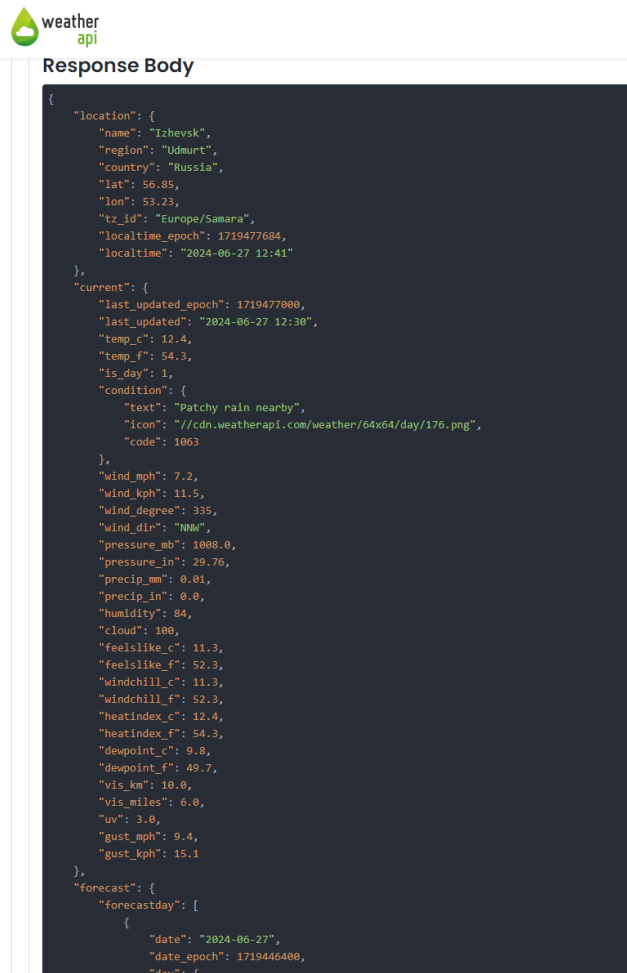 weather
api
Response Body
{
"location": {
"name": "Izhevsk",
"region": "Udmurt",
"country": "Russia",
"lat": 56.85,
"lon": 53.23,
"tz_id": "Europe/Samara",
"localtime_epoch": 1719477684,
"localtime": "2024-06-27 12:41"
},
"current": {
"last_updated_epoch": 1719477000,
"last_updated": "2024-06-27 12:30",
"temp_c": 12.4,
"temp_f": 54.3,
"is_day": 1,
"condition": {
"text": "Patchy rain nearby",
"icon": "//cdn.weatherapi.com/weather/64x64/day/176.png",
"code": 1063
},
"wind_mph": 7.2,
"wind_kph": 11.5,
"wind_degree": 335,
"wind_dir": "NNW",
"pressure_mb": 1008.0,
"pressure_in": 29.76,
"precip_mm": 0.01,
"precip_in": 0.0,
"humidity": 84,
"cloud": 100,
"feelslike_c": 11.3,
"feelslike_f": 52.3,
"windchill_c": 11.3,
"windchill_f": 52.3,
"heatindex_c": 12.4,
"heatindex_f": 54.3,
"dewpoint_c": 9.8,
"dewpoint_f": 49.7,
"vis_km": 10.0,
"vis_miles": 6.0,
"uv": 3.0,
"gust_mph": 9.4,
"gust_kph": 15.1
},
"forecast": {
"forecastday": [
{
"date": "2024-06-27",
"date_epoch": 1719446400,
"day": {